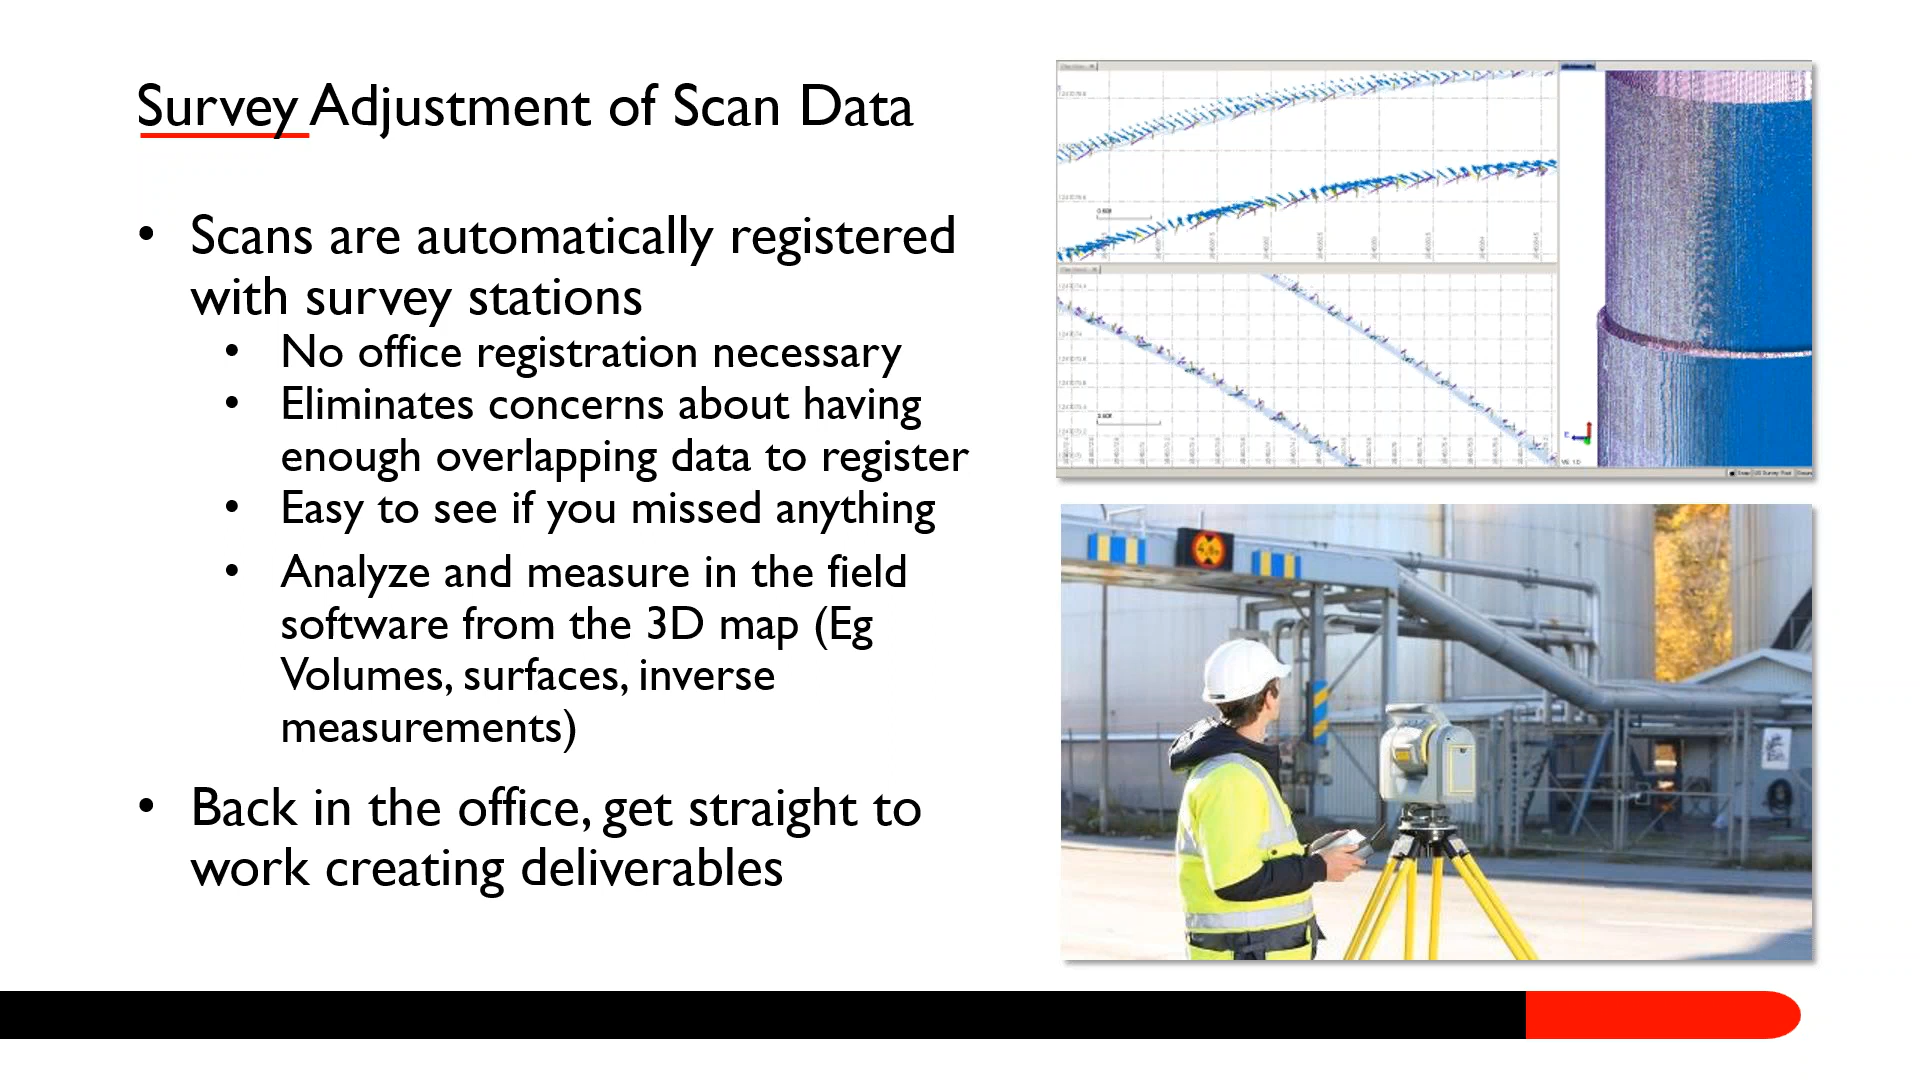 Survey Adjustment of Scan Data
• Scans are automatically registered
with survey stations
• No office registration necessary
• Eliminates concerns about having
enough overlapping data to register
• Easy to see if you missed anything
• Analyze and measure in the field
software from the 3D map (Eg
Volumes, surfaces, inverse
measurements)
• Back in the office, get straight to
work creating deliverables